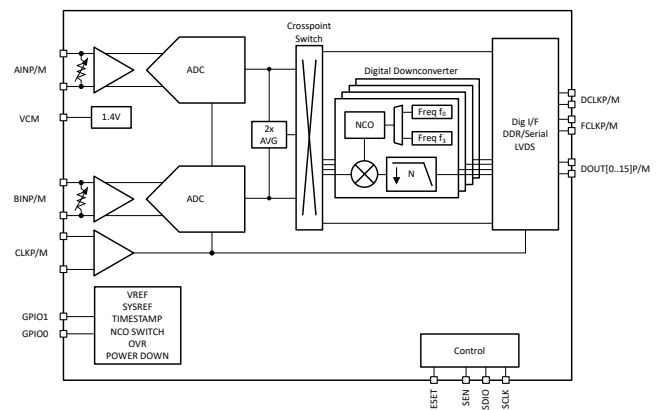 Crosspoint
Switch
AINP/M
ADC
Digital Downconverter
VCM
1.4V
2x
AVG
NCO
Freq f0
Freq f3
N
Dig I/F
DDR/Serial
LVDS
DCLKP/M
FCLKP/M
DOUT[0..15]P/M
BINP/M
ADC
CLKP/M
GPIO1
GPIO0
VREF
SYSREF
TIMESTAMP
NCO SWITCH
OVR
POWER DOWN
Control
ESET
SEN
SDIO
SCLK